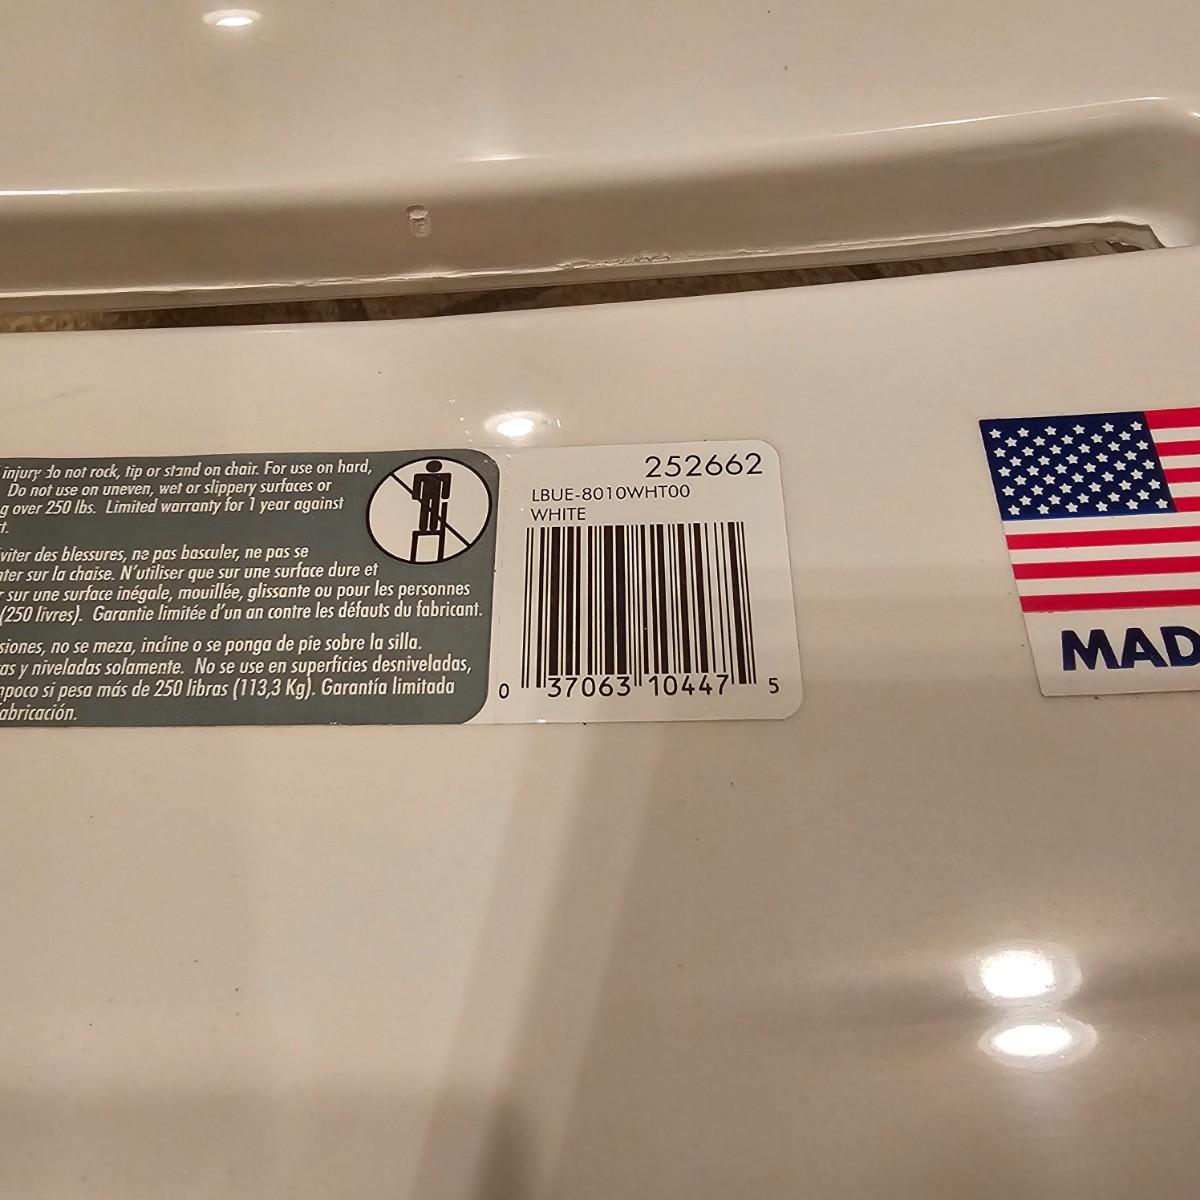 injury do not rock, tip or stand on chair. For use on hard,
Do not use on uneven, wet or slippery surfaces or
g over 250 lbs. Limited warranty for 1 year against
t.
viter des blessures, ne pas basculer, ne pas se
ter sur la chaise. N'utiliser que sur une surface dure et
r sur une surface inégale, mouillée, glissante ou pour les personnes
(250 livres). Garantie limitée d'un an contre les défauts du fabricant.
siones, no se meza, incline o se ponga de pie sobre la silla.
as y niveladas solamente. No se use en superficies desniveladas,
poco si pesa más de 250 libras (113,3 Kg). Garantía limitada
abricación.
252662
LBUE-8010WHT00
WHITE
0 37063 10447 5
MAD